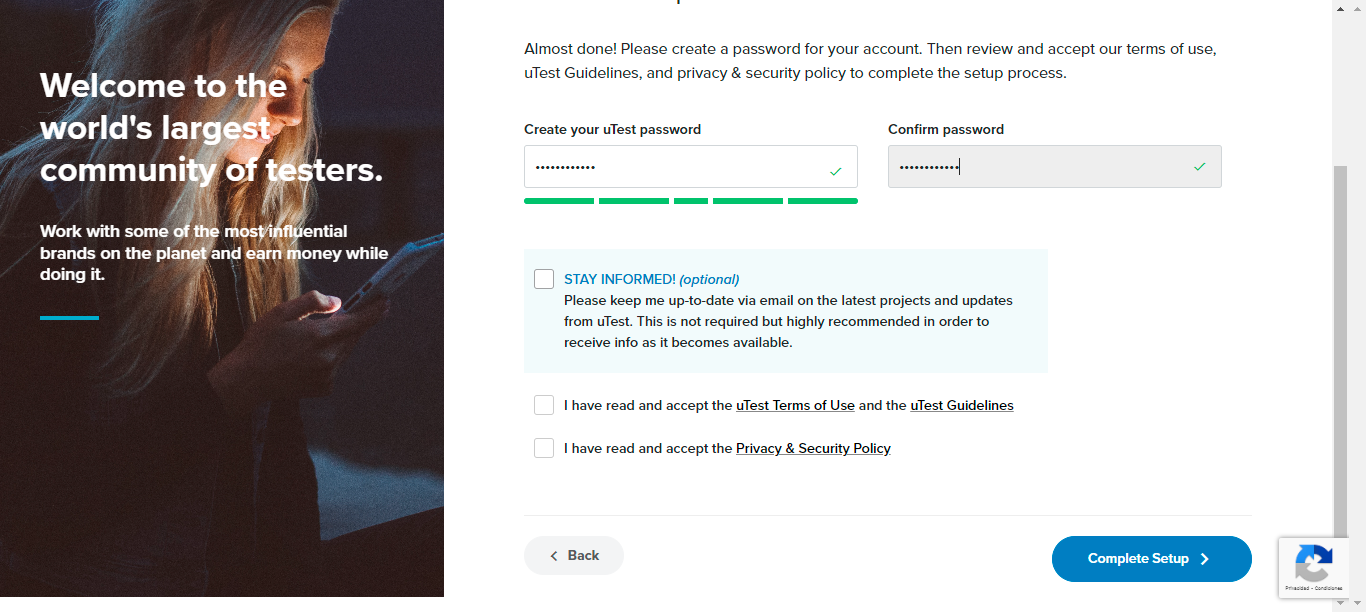 Welcome to the
world's largest
community of testers.
Work with some of the most influential
brands on the planet and earn money while
doing it.
Almost done! Please create a password for your account. Then review and accept our terms of use,
uTest Guidelines, and privacy & security policy to complete the setup process.
Create your uTest password
Confirm password
••••••••••••
••••••••••••
STAY INFORMED! (optional)
Please keep me up-to-date via email on the latest projects and updates
from uTest. This is not required but highly recommended in order to
receive info as it becomes available.
I have read and accept the uTest Terms of Use and the uTest Guidelines
I have read and accept the Privacy & Security Policy
Back
Complete Setup
Privacidad - Condiciones